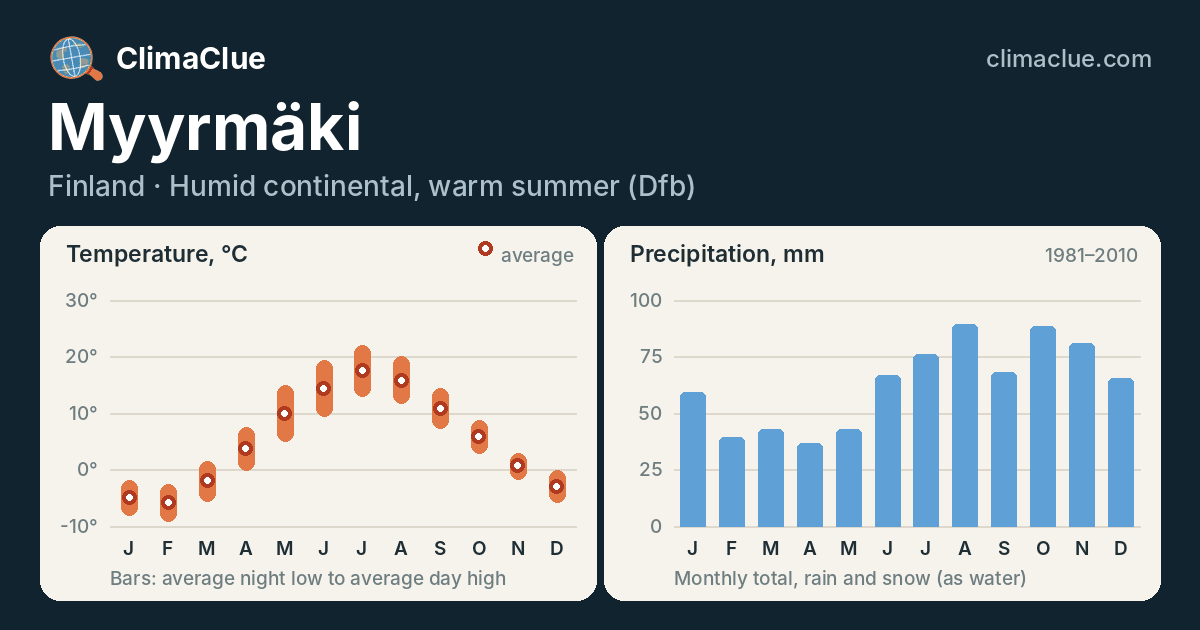 ClimaClue
climaclue.com
Myyrmäki
Finland · Humid continental, warm summer (Dfb)
Temperature, °C
average
30°
20°
10°
0°
-10°
J F M A M J J A S O N D
Bars: average night low to average day high
Precipitation, mm
1981–2010
100
75
50
25
0
J F M A M J J A S O N D
Monthly total, rain and snow (as water)